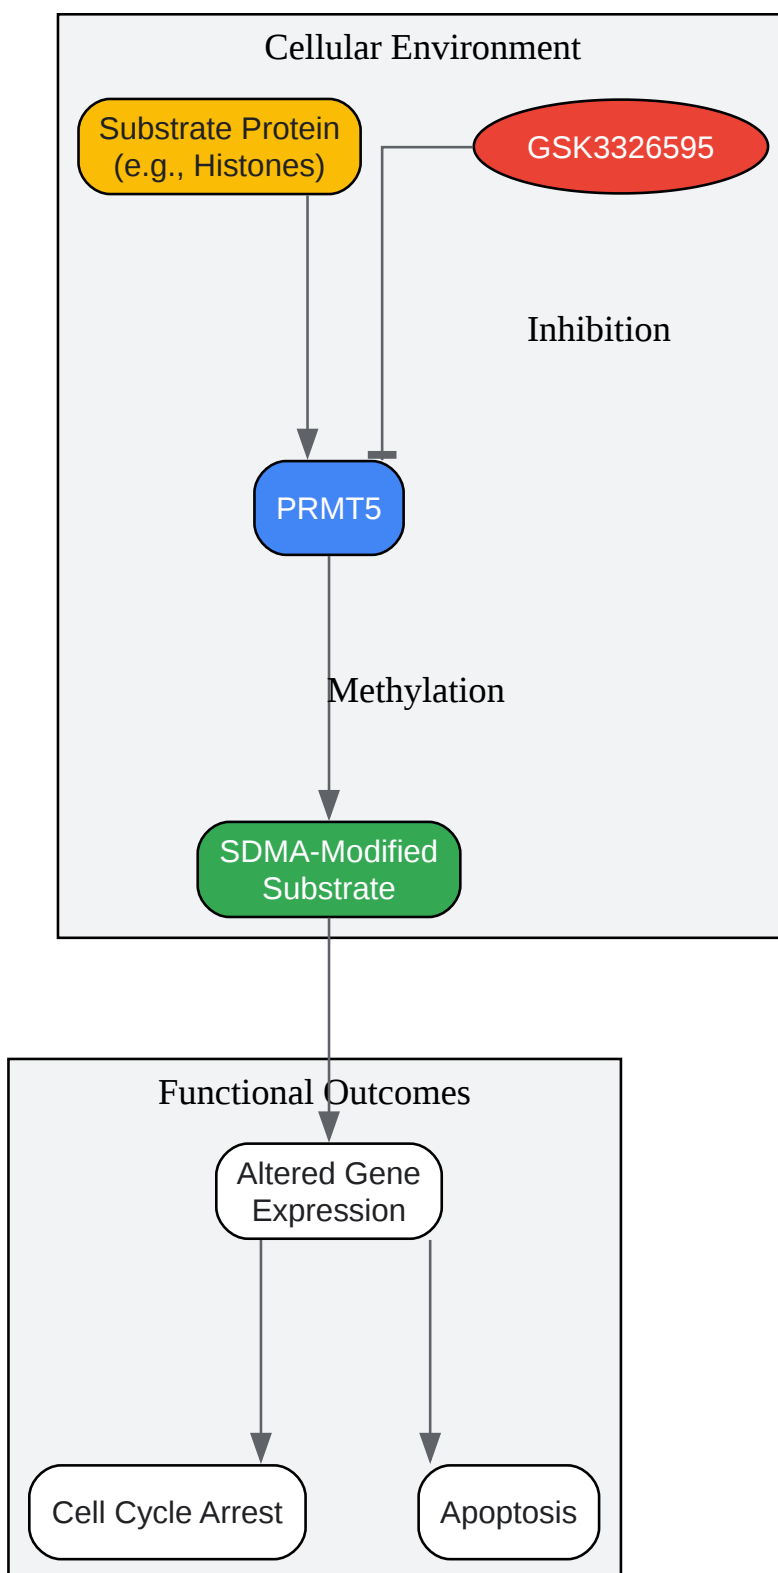 Cellular Environment
Substrate Protein
(e.g., Histones)
GSK3326595
Inhibition
PRMT5
Methylation
SDMA-Modified
Substrate
Functional Outcomes
Altered Gene
Expression
Cell Cycle Arrest
Apoptosis